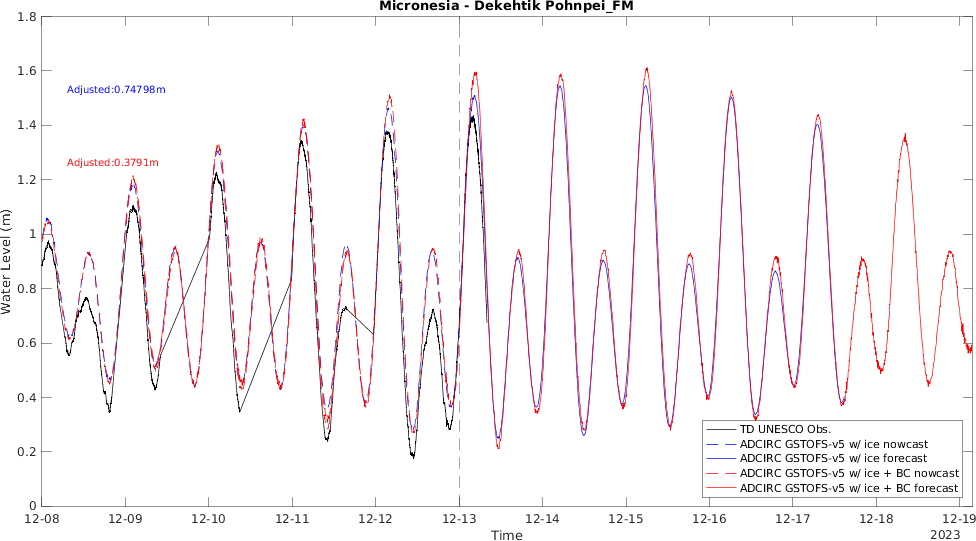 Micronesia - Dekehtik Pohnpei_FM
1.8
1.6
1.4
1.2
1
0.8
0.6
0.4
0.2
0
Water Level (m)
Adjusted:0.74798m
Adjusted:0.3791m
TD UNESCO Obs.
ADCIRC GSTOFS-v5 w/ ice nowcast
ADCIRC GSTOFS-v5 w/ ice forecast
ADCIRC GSTOFS-v5 w/ ice + BC nowcast
ADCIRC GSTOFS-v5 w/ ice + BC forecast
12-08 12-09 12-10 12-11 12-12 12-13 12-14 12-15 12-16 12-17 12-18 12-19
Time
2023